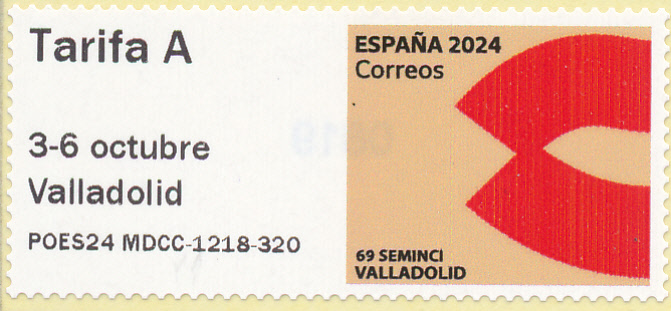 Tarifa A
3-6 octubre
Valladolid
POES24 MDCC-1218-320
ESPAÑA 2024
Correos
69 SEMINCI
VALLADOLID